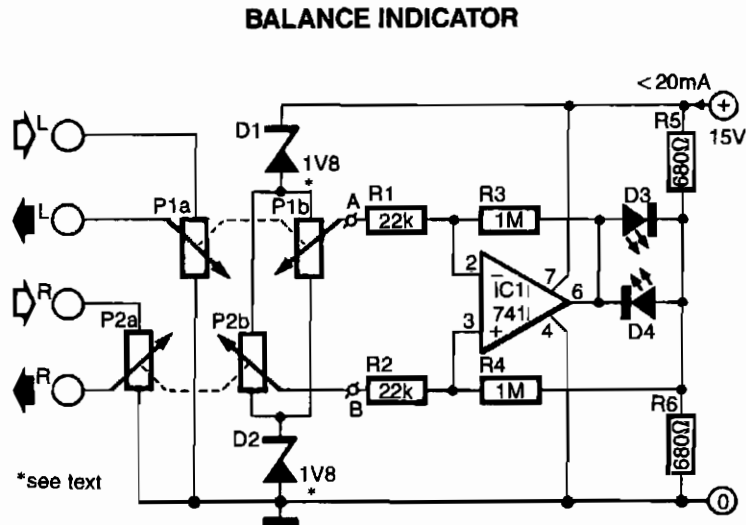 BALANCE INDICATOR
<20mA
+
15V
L
L
R
R
P1a
P2a
D1
1V8
*
P1b
P2b
A
B
R1
22k
R3
1M
2
3
−
IC1
741
+
7
6
4
R2
22k
R4
1M
D3
D4
R5
680Ω
R6
680Ω
D2
1V8
*
*see text
0